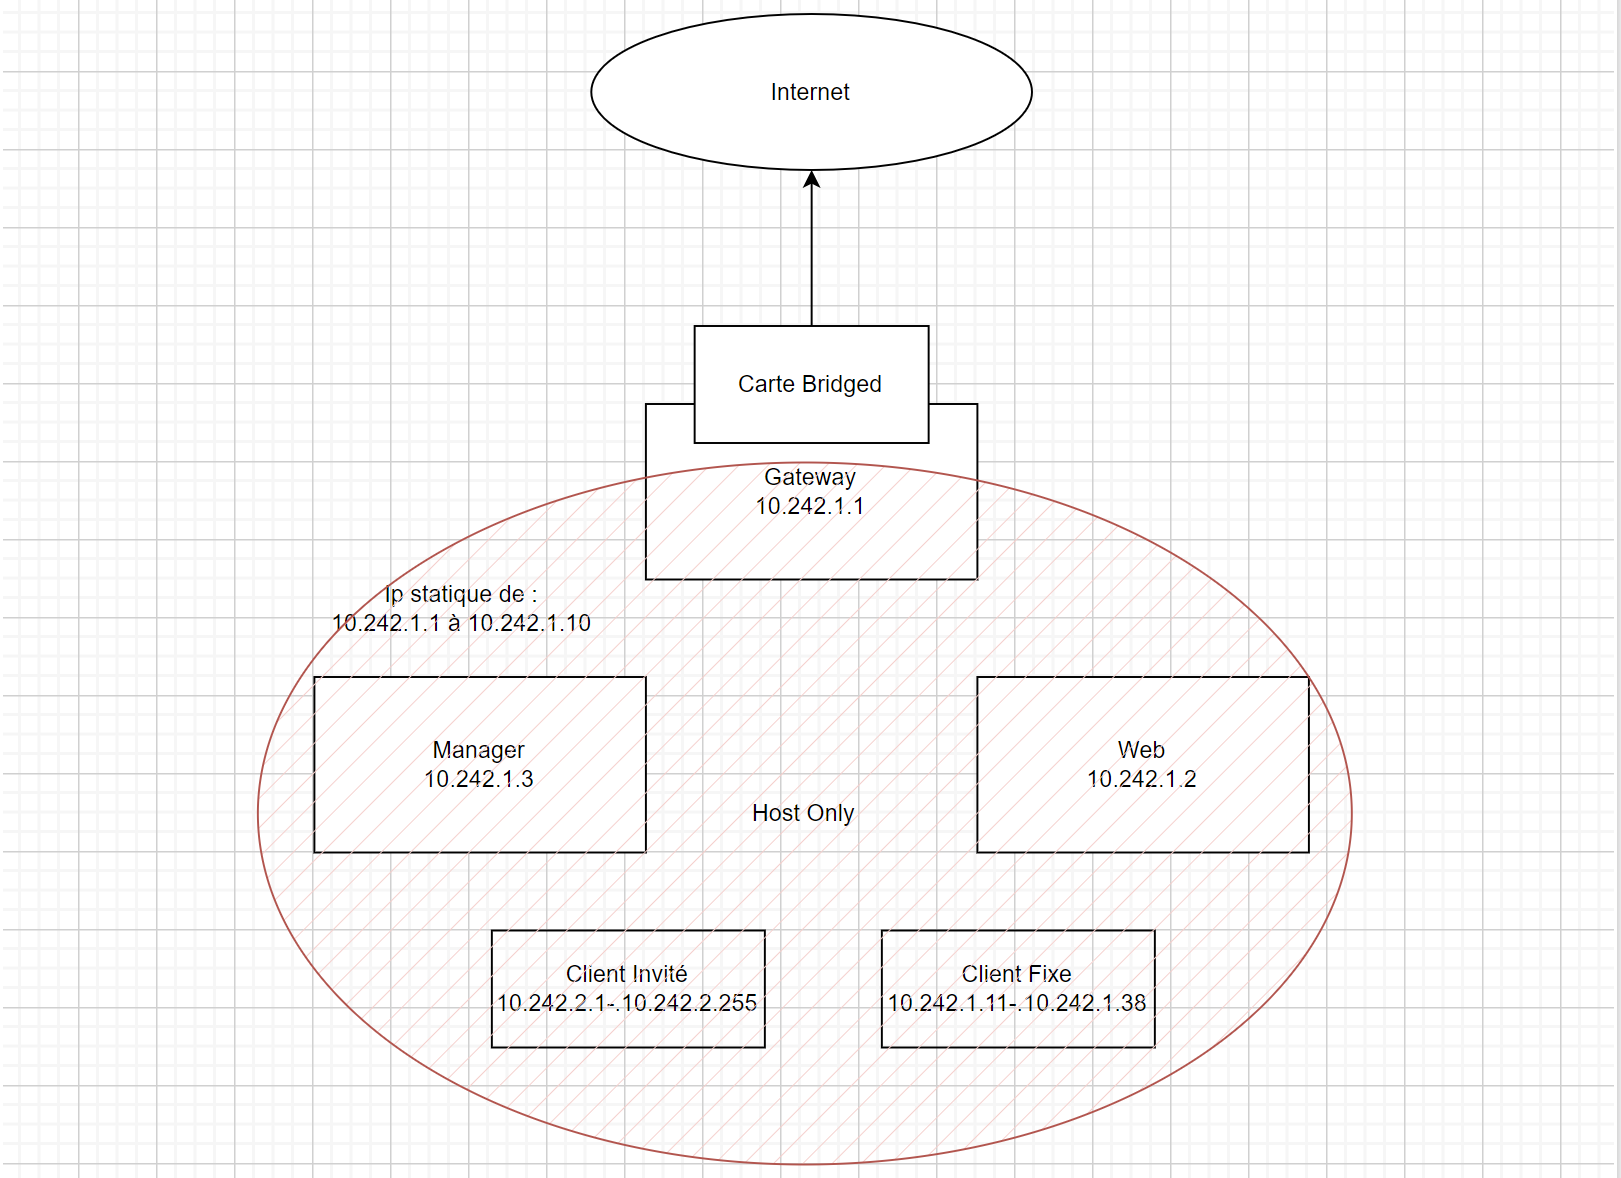 Internet
Carte Bridged
Gateway
10.242.1.1
Ip statique de :
10.242.1.1 à 10.242.1.10
Manager
10.242.1.3
Web
10.242.1.2
Host Only
Client Invité
10.242.2.1-.10.242.2.255
Client Fixe
10.242.1.11-.10.242.1.38